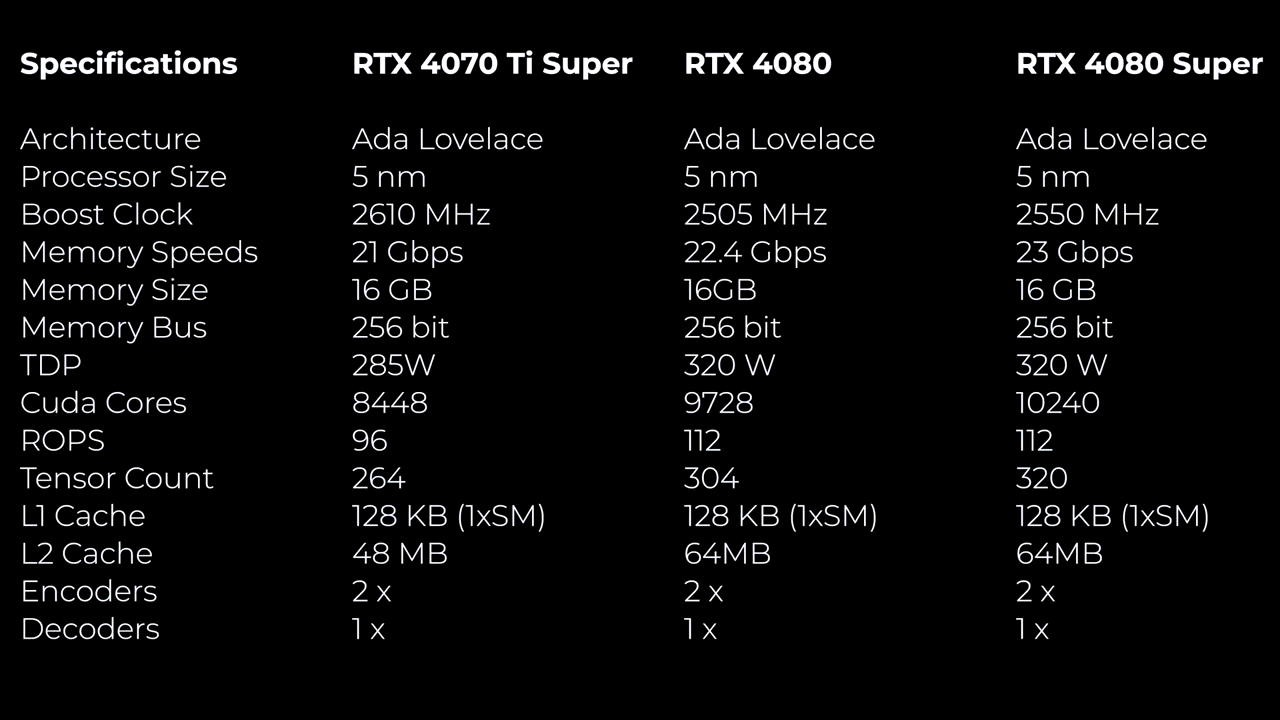 Specifications RTX 4070 Ti Super RTX 4080 RTX 4080 Super
Architecture Ada Lovelace Ada Lovelace Ada Lovelace
Processor Size 5 nm 5 nm 5 nm
Boost Clock 2610 MHz 2505 MHz 2550 MHz
Memory Speeds 21 Gbps 22.4 Gbps 23 Gbps
Memory Size 16 GB 16GB 16 GB
Memory Bus 256 bit 256 bit 256 bit
TDP 285W 320 W 320 W
Cuda Cores 8448 9728 10240
ROPS 96 112 112
Tensor Count 264 304 320
L1 Cache 128 KB (1xSM) 128 KB (1xSM) 128 KB (1xSM)
L2 Cache 48 MB 64MB 64MB
Encoders 2 x 2 x 2 x
Decoders 1 x 1 x 1 x